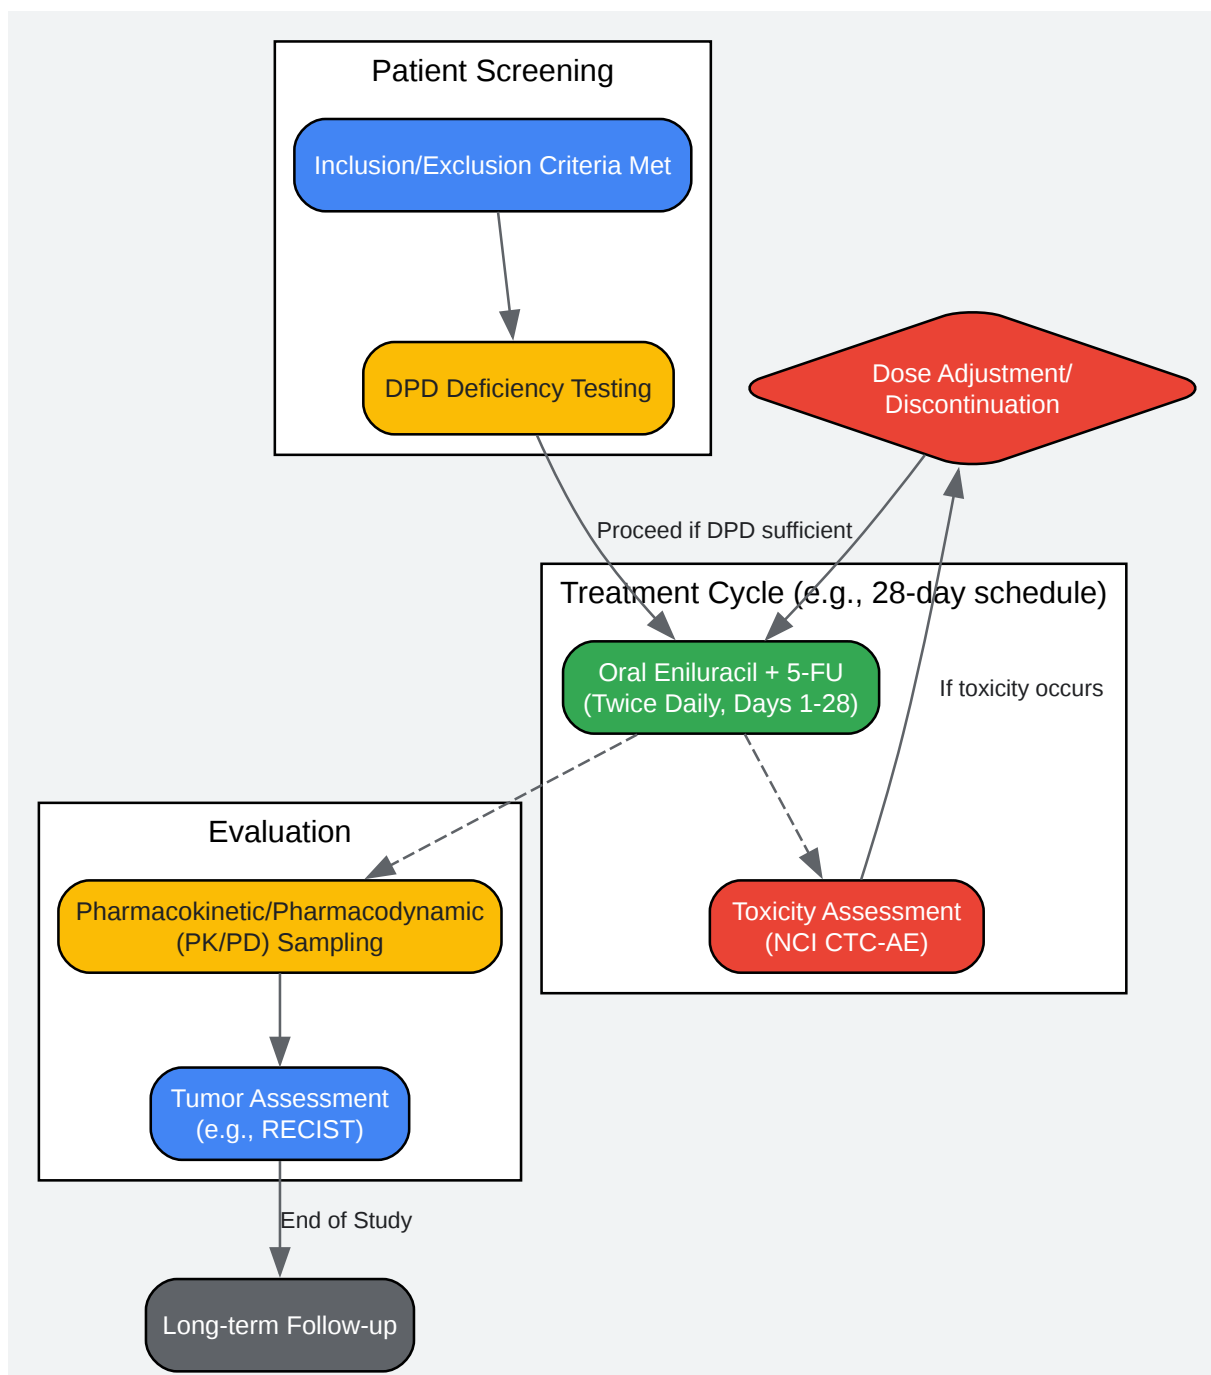 Patient Screening
Inclusion/Exclusion Criteria Met
DPD Deficiency Testing
Dose Adjustment/
Discontinuation
Proceed if DPD sufficient
Treatment Cycle (e.g., 28-day schedule)
Oral Eniluracil + 5-FU
(Twice Daily, Days 1-28)
If toxicity occurs
Evaluation
Pharmacokinetic/Pharmacodynamic
(PK/PD) Sampling
Toxicity Assessment
(NCI CTC-AE)
Tumor Assessment
(e.g., RECIST)
End of Study
Long-term Follow-up